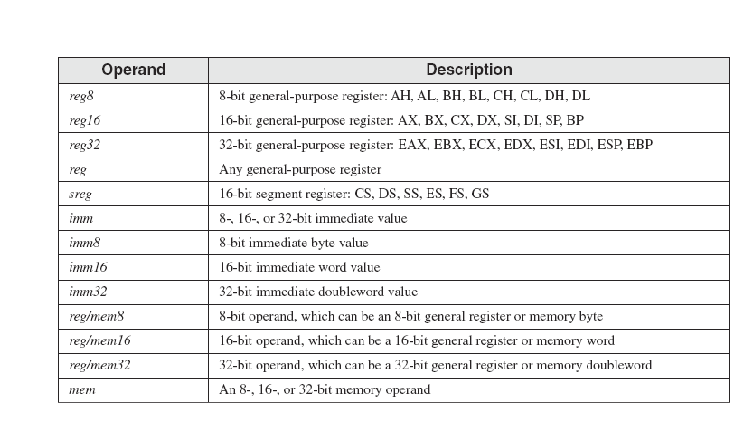 Operand Description
reg8 8-bit general-purpose register: AH, AL, BH, BL, CH, CL, DH, DL
reg16 16-bit general-purpose register: AX, BX, CX, DX, SI, DI, SP, BP
reg32 32-bit general-purpose register: EAX, EBX, ECX, EDX, ESI, EDI, ESP, EBP
reg Any general-purpose register
sreg 16-bit segment register: CS, DS, SS, ES, FS, GS
imm 8-, 16-, or 32-bit immediate value
imm8 8-bit immediate byte value
imm16 16-bit immediate word value
imm32 32-bit immediate doubleword value
reg/mem8 8-bit operand, which can be an 8-bit general register or memory byte
reg/mem16 16-bit operand, which can be a 16-bit general register or memory word
reg/mem32 32-bit operand, which can be a 32-bit general register or memory doubleword
mem An 8-, 16-, or 32-bit memory operand